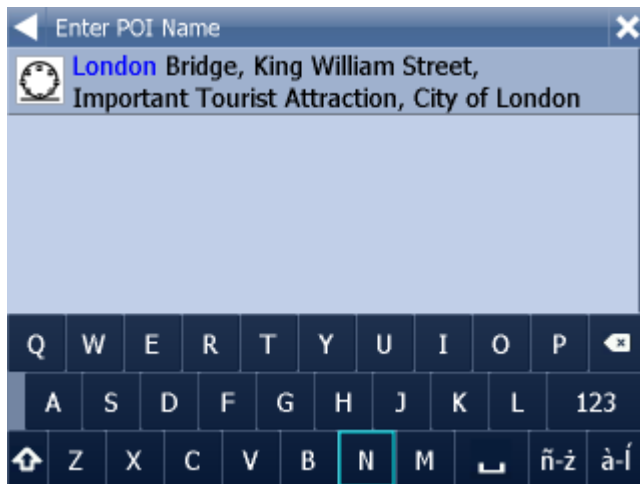 Enter POI Name
London Bridge, King William Street,
Important Tourist Attraction, City of London
Q W E R T Y U I O P
A S D F G H J K L 123
Z X C V B N M ñ-ż à-Í